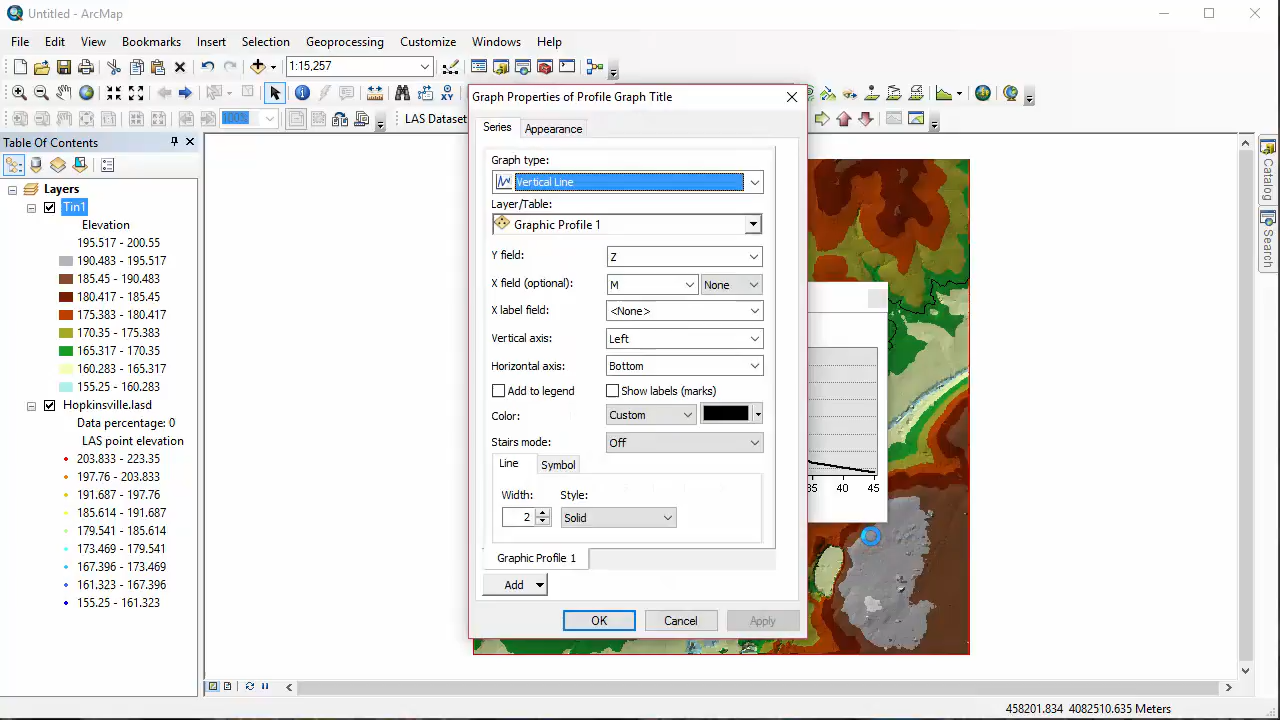 Untitled - ArcMap
File Edit View Bookmarks Insert Selection Geoprocessing Customize Windows Help
1:15,257
100%
LAS Dataset
Table Of Contents
Layers
Tin1
Elevation
195.517 - 200.55
190.483 - 195.517
185.45 - 190.483
180.417 - 185.45
175.383 - 180.417
170.35 - 175.383
165.317 - 170.35
160.283 - 165.317
155.25 - 160.283
Hopkinsville.lasd
Data percentage: 0
LAS point elevation
203.833 - 223.35
197.76 - 203.833
191.687 - 197.76
185.614 - 191.687
179.541 - 185.614
173.469 - 179.541
167.396 - 173.469
161.323 - 167.396
155.25 - 161.323
Graph Properties of Profile Graph Title
Series Appearance
Graph type:
Vertical Line
Layer/Table:
Graphic Profile 1
Y field: Z
X field (optional): M None
X label field: <None>
Vertical axis: Left
Horizontal axis: Bottom
Add to legend Show labels (marks)
Color: Custom
Stairs mode: Off
Line Symbol
Width: Style:
2 Solid
Graphic Profile 1
Add
OK Cancel Apply
35 40 45
Catalog
Search
458201.834 4082510.635 Meters